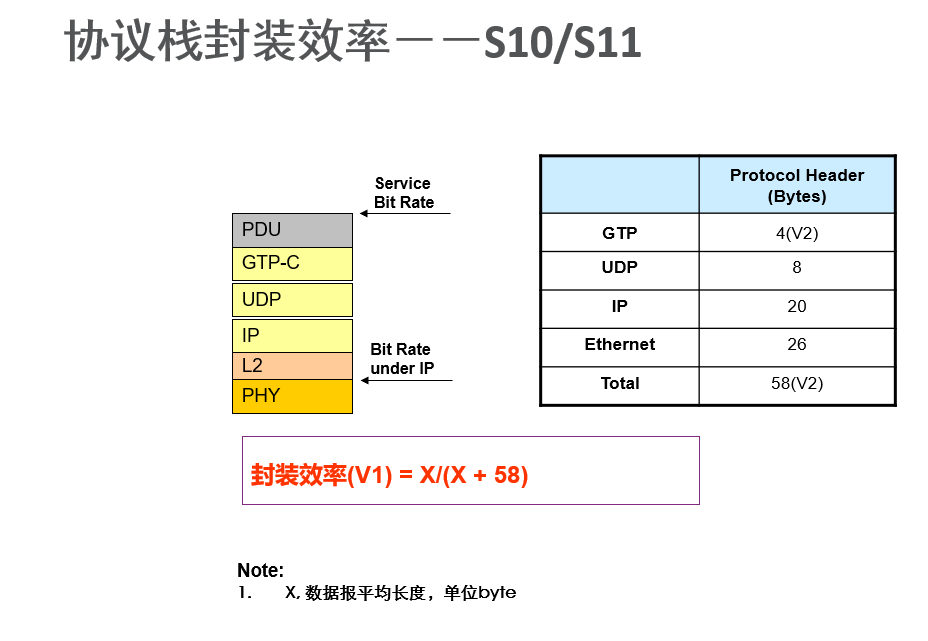 协议栈封装效率－－S10/S11
Service
Bit Rate
PDU
GTP-C
UDP
IP
L2
PHY
Bit Rate
under IP
Protocol Header
(Bytes)
GTP 4(V2)
UDP 8
IP 20
Ethernet 26
Total 58(V2)
封装效率(V1) = X/(X + 58)
Note:
1. X, 数据报平均长度，单位byte